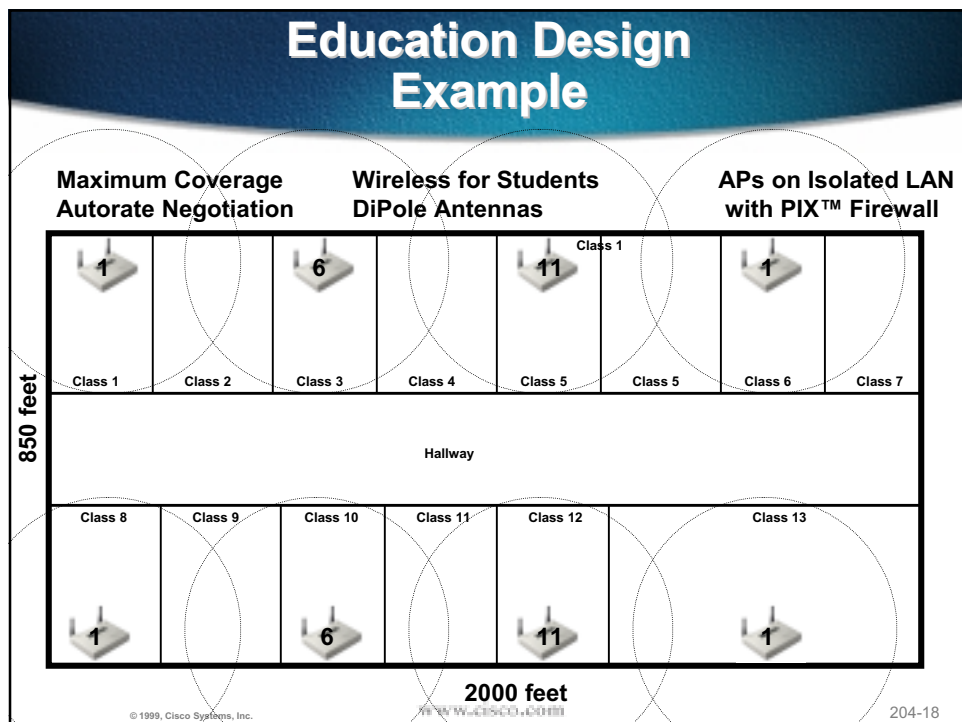 Education Design
Example
Maximum Coverage
Autorate Negotiation
Wireless for Students
DiPole Antennas
APs on Isolated LAN
with PIX™ Firewall
Class 1
1
6
11
1
Class 1
Class 2
Class 3
Class 4
Class 5
Class 5
Class 6
Class 7
850 feet
Hallway
Class 8
Class 9
Class 10
Class 11
Class 12
Class 13
1
6
11
1
2000 feet
© 1999, Cisco Systems, Inc.
www.cisco.com
204-18